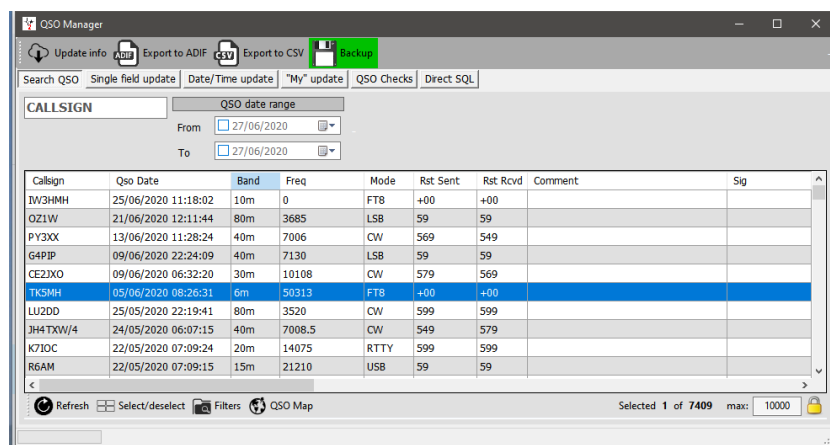 QSO Manager
Update info ADIF Export to ADIF CSV Export to CSV Backup
Search QSO Single field update Date/Time update "My" update QSO Checks Direct SQL
CALLSIGN QSO date range
From 27/06/2020
To 27/06/2020
Callsign Qso Date Band Freq Mode Rst Sent Rst Rcvd Comment Sig
IW3HMH 25/06/2020 11:18:02 10m 0 FT8 +00 +00
OZ1W 21/06/2020 12:11:44 80m 3685 LSB 59 59
PY3XX 13/06/2020 11:28:24 40m 7006 CW 569 549
G4PIP 09/06/2020 22:24:09 40m 7130 LSB 59 59
CE2JXO 09/06/2020 06:32:20 30m 10108 CW 579 569
TK5MH 05/06/2020 08:26:31 6m 50313 FT8 +00 +00
LU2DD 25/05/2020 22:19:41 80m 3520 CW 599 599
JH4TXW/4 24/05/2020 06:07:15 40m 7008.5 CW 549 579
K7IOC 22/05/2020 07:09:24 20m 14075 RTTY 599 599
R6AM 22/05/2020 07:09:15 15m 21210 USB 59 59
Refresh Select/deselect Filters QSO Map Selected 1 of 7409 max: 10000